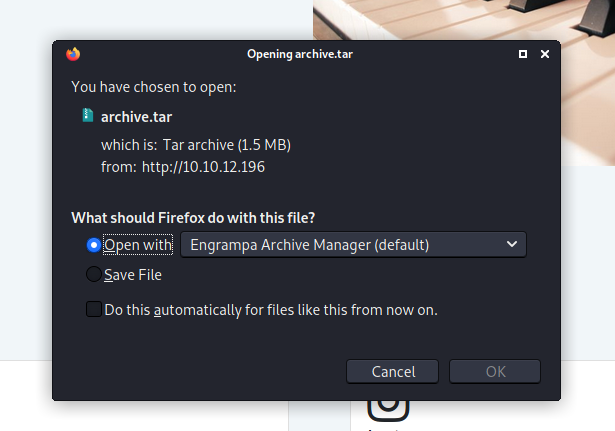 Opening archive.tar
You have chosen to open:
archive.tar
which is: Tar archive (1.5 MB)
from: http://10.10.12.196
What should Firefox do with this file?
Open with Engrampa Archive Manager (default)
Save File
Do this automatically for files like this from now on.
Cancel OK